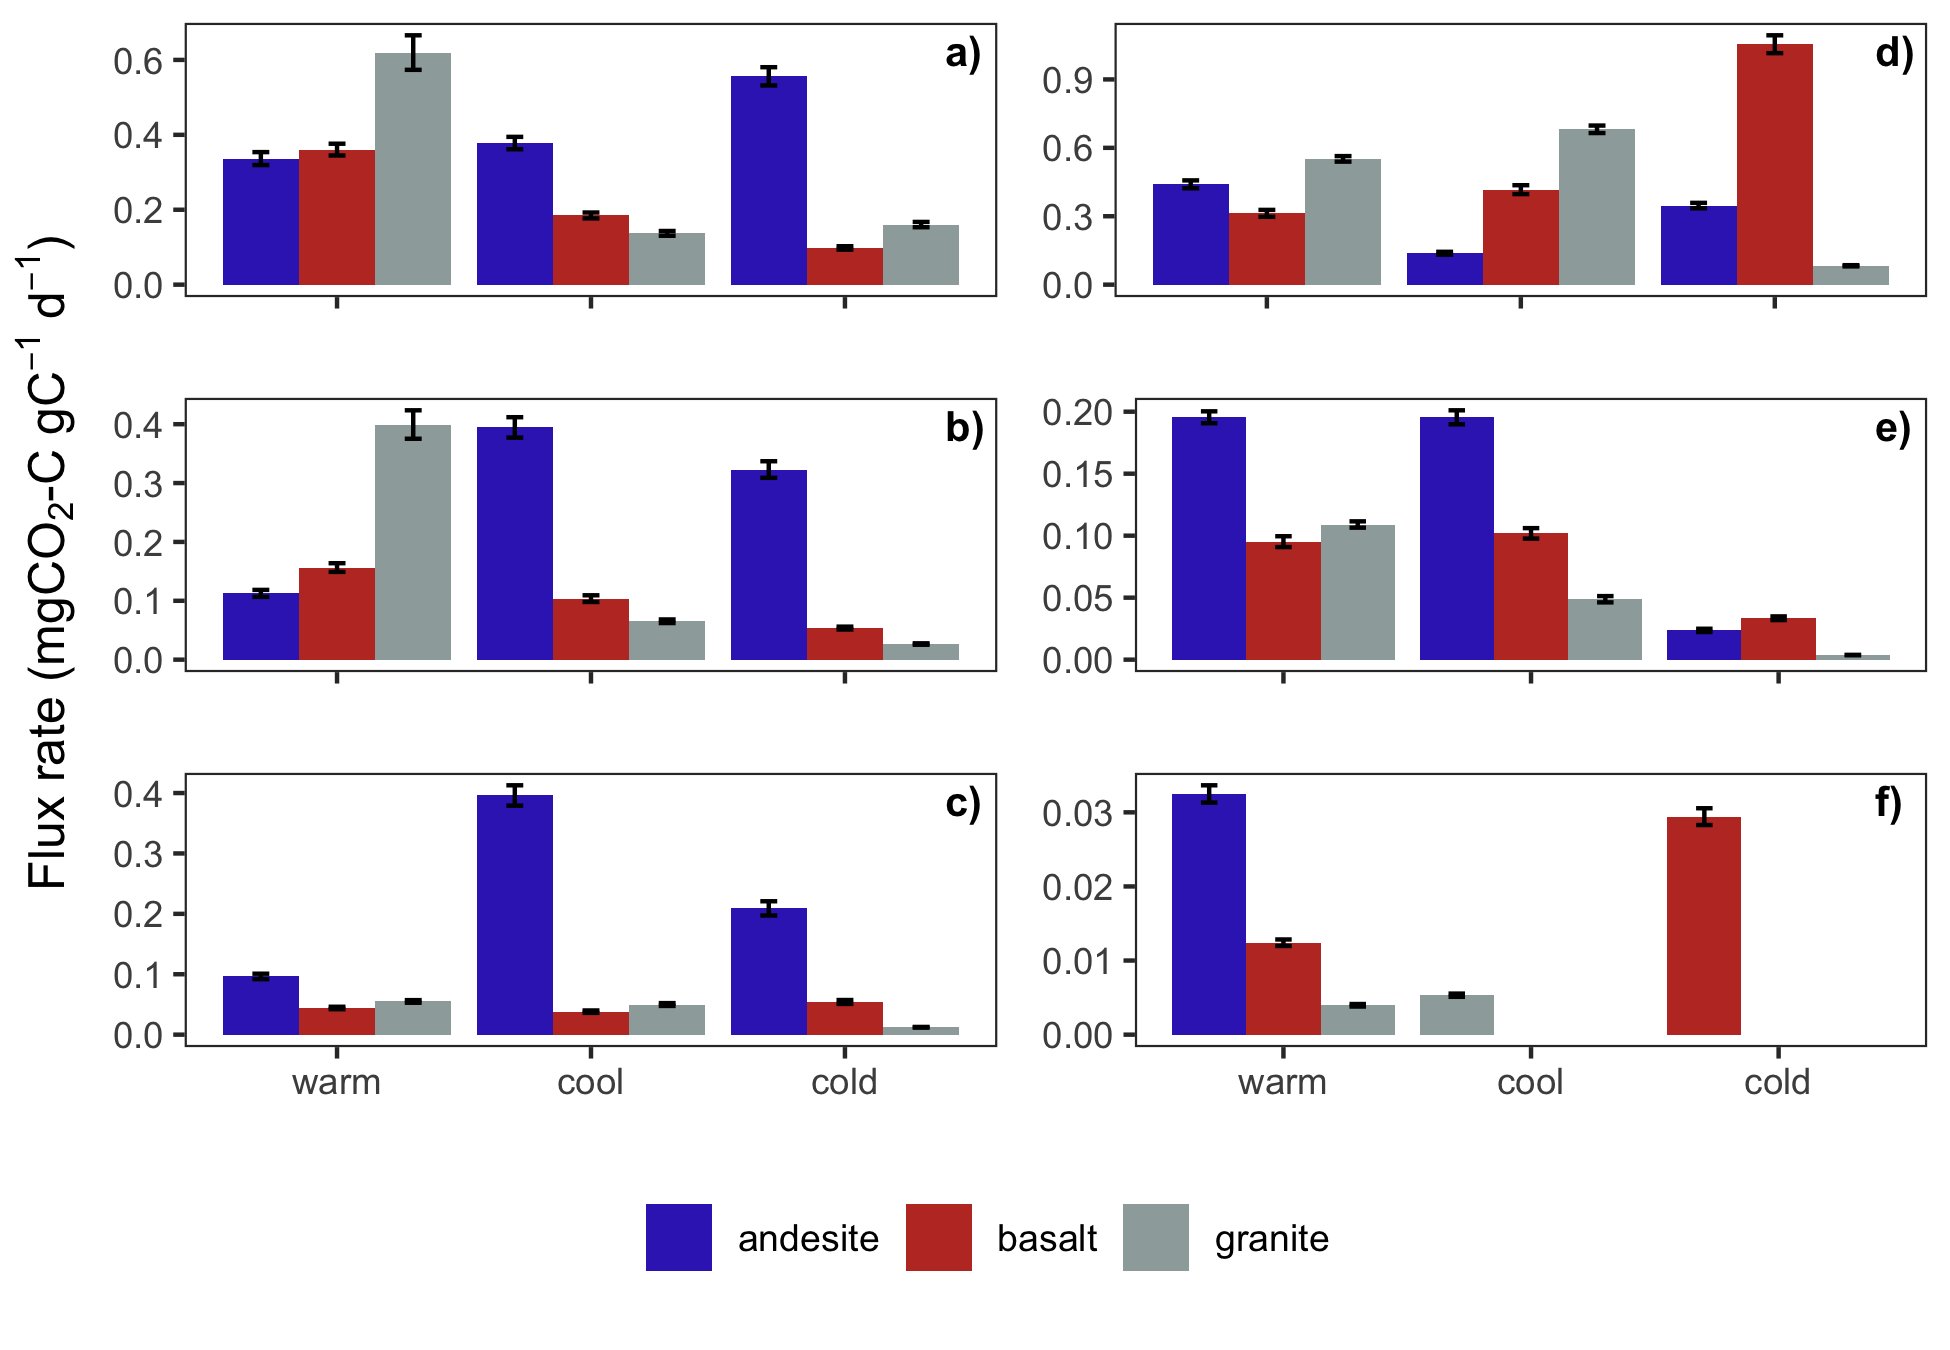 Flux rate (mgCO₂-C gC⁻¹ d⁻¹)
a)
0.6
0.4
0.2
0.0
d)
0.9
0.6
0.3
0.0
b)
0.4
0.3
0.2
0.1
0.0
e)
0.20
0.15
0.10
0.05
0.00
c)
0.4
0.3
0.2
0.1
0.0
warm cool cold
f)
0.03
0.02
0.01
0.00
warm cool cold
andesite basalt granite